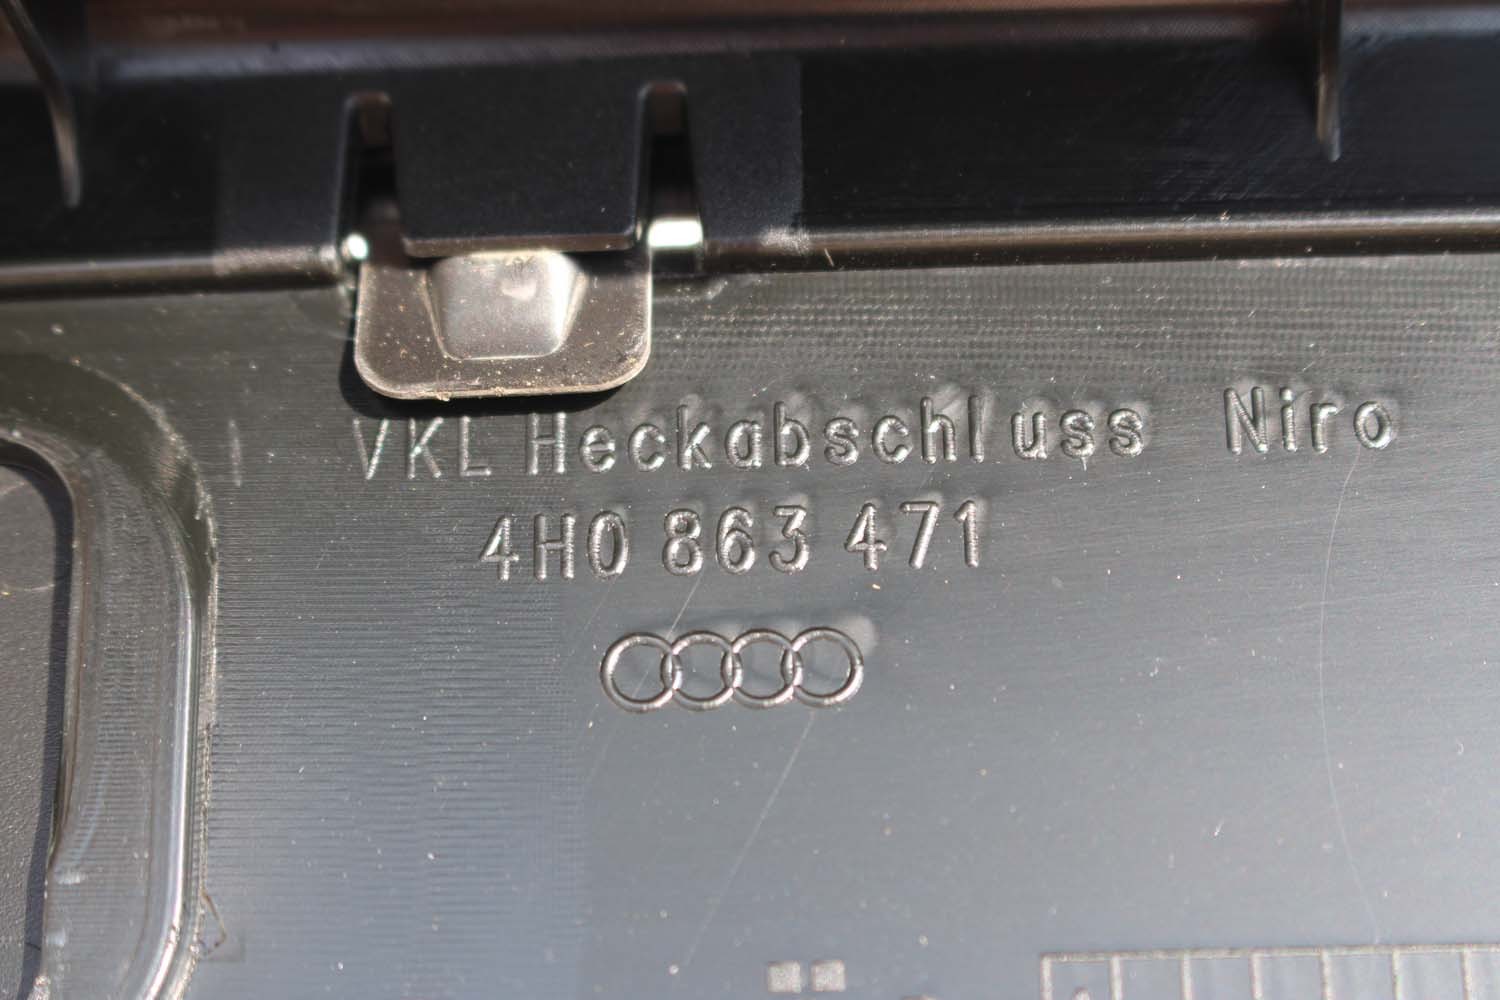 VKL Heckabschluss Niro
4H0 863 471